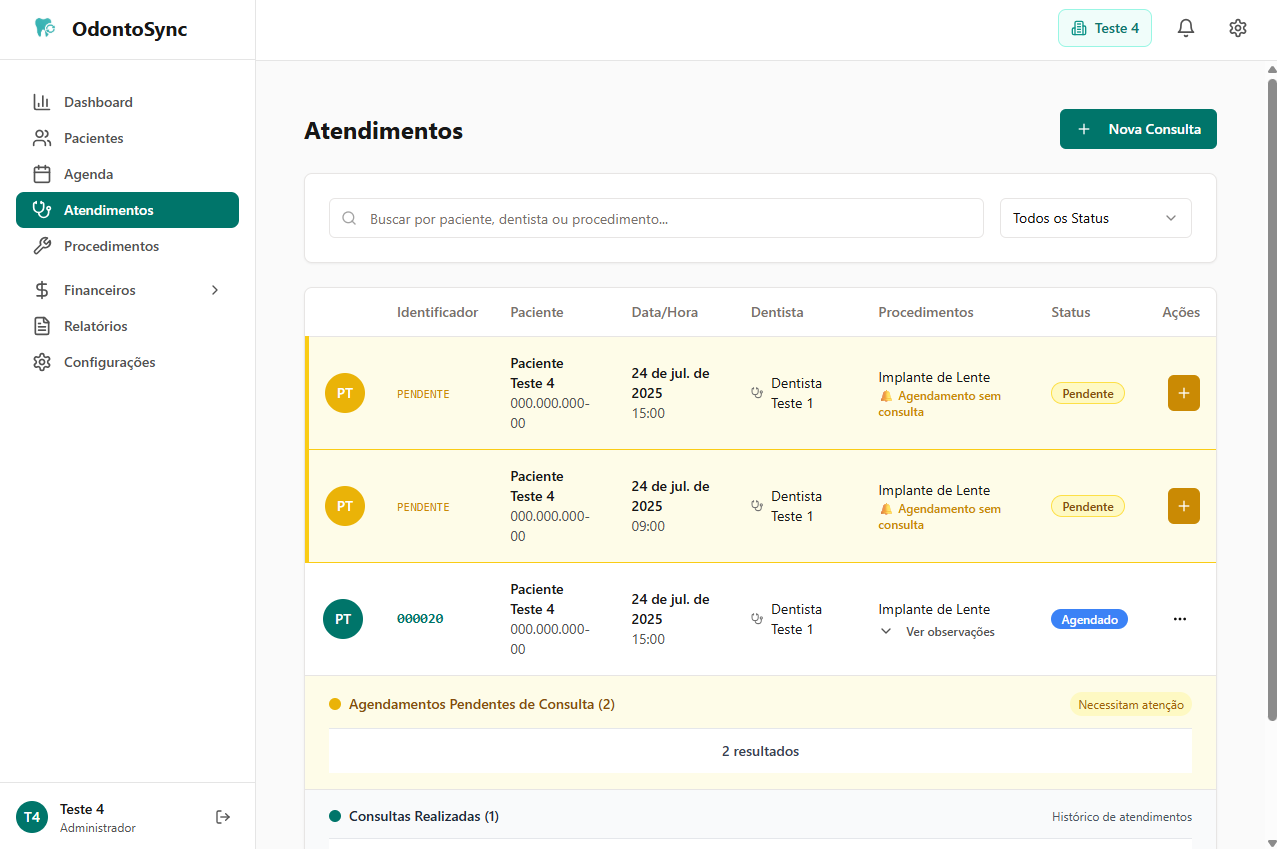 OdontoSync
Teste 4
Dashboard
Pacientes
Agenda
Atendimentos
Procedimentos
Financeiros
Relatórios
Configurações
T4
Teste 4
Administrador
Atendimentos
Nova Consulta
Buscar por paciente, dentista ou procedimento...
Todos os Status
Identificador Paciente Data/Hora Dentista Procedimentos Status Ações
PT
PENDENTE
Paciente
Teste 4
000.000.000-
00
24 de jul. de
2025
15:00
Dentista
Teste 1
Implante de Lente
Agendamento sem
consulta
Pendente
PT
PENDENTE
Paciente
Teste 4
000.000.000-
00
24 de jul. de
2025
09:00
Dentista
Teste 1
Implante de Lente
Agendamento sem
consulta
Pendente
PT
000020
Paciente
Teste 4
000.000.000-
00
24 de jul. de
2025
15:00
Dentista
Teste 1
Implante de Lente
Ver observações
Agendado
Agendamentos Pendentes de Consulta (2)
Necessitam atenção
2 resultados
Consultas Realizadas (1)
Histórico de atendimentos